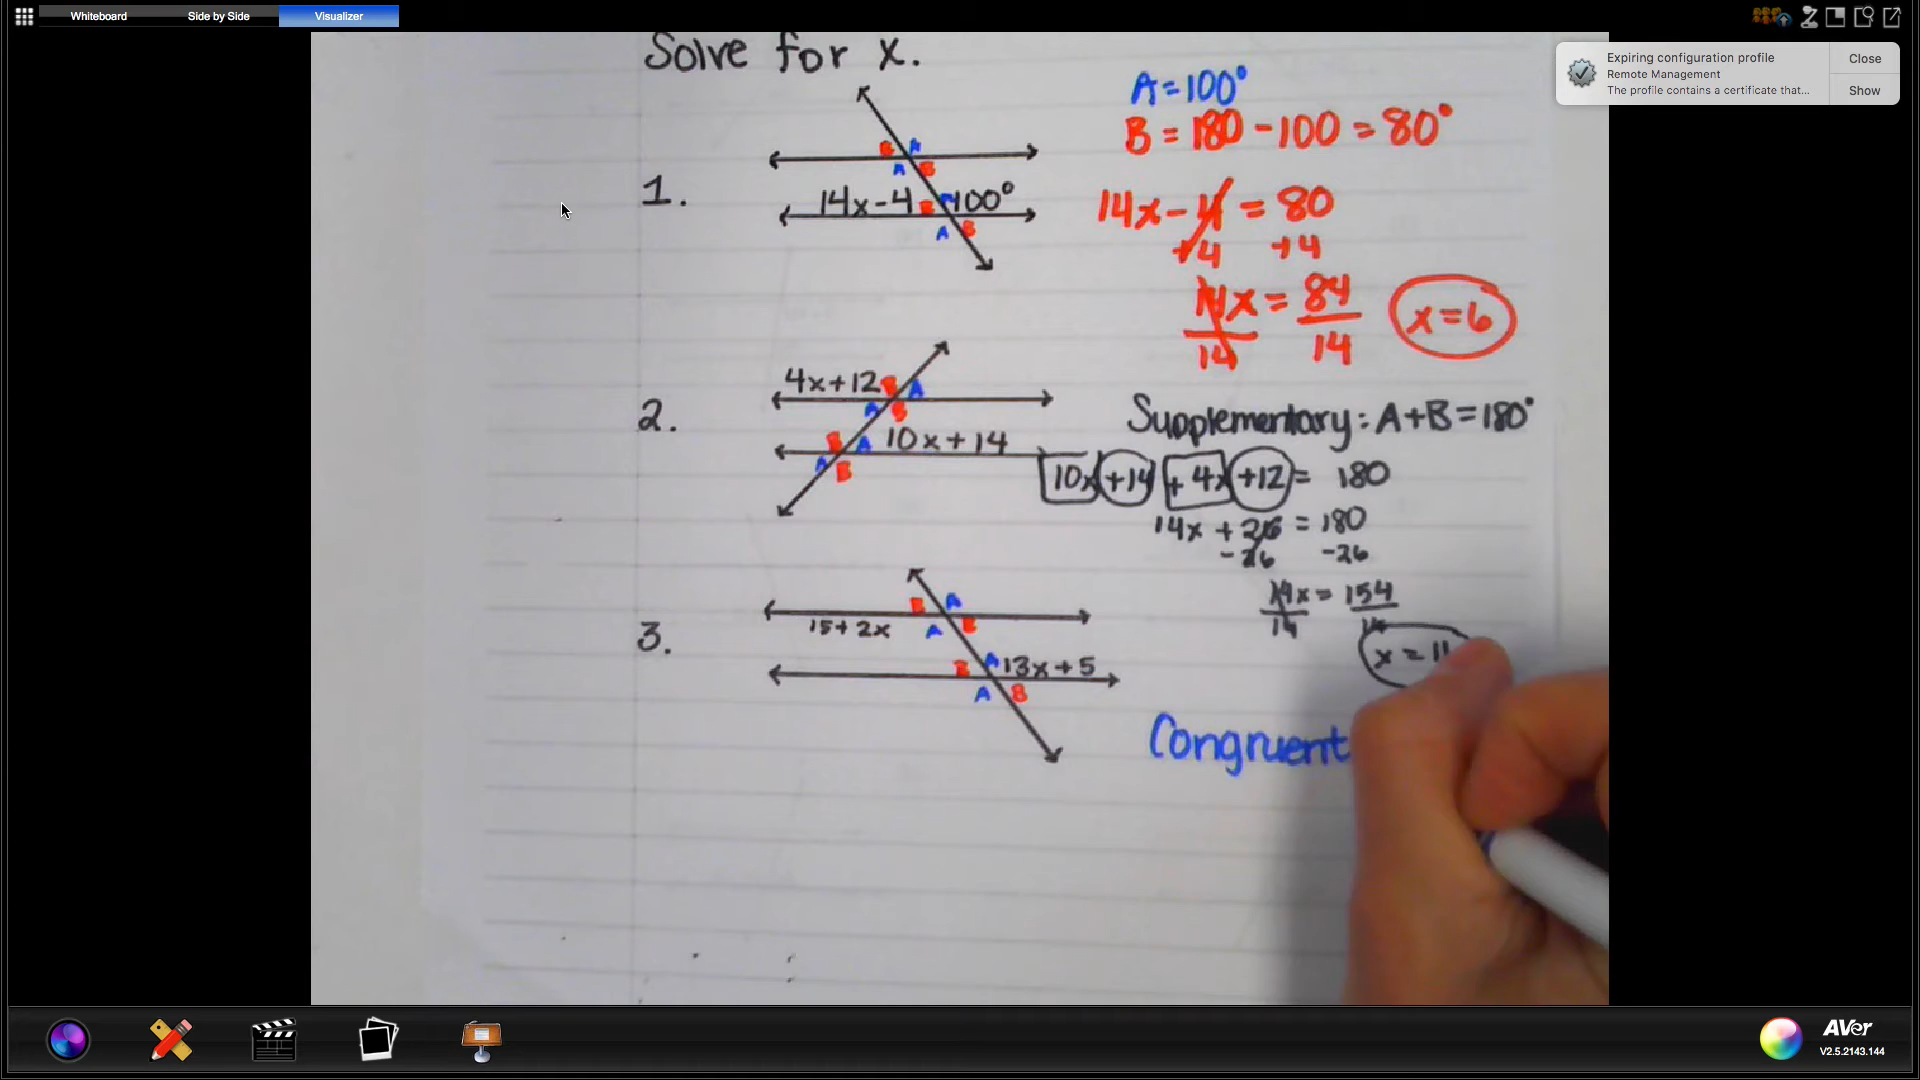 Whiteboard
Side by Side
Visualizer
Expiring configuration profile
Remote Management
The profile contains a certificate that...
Close
Show
Solve for x.
1.
B A
A B
14x-4 B A 100°
A B
A=100°
B = 180 - 100 = 80°
14x-4 = 80
+4 +4
14x = 84
14 14
x=6
2.
4x+12 B A
A B
B A 10x+14
A B
Supplementary: A+B=180°
10x +14 + 4x +12 = 180
14x + 26 = 180
-26 -26
14x = 154
14 14
x = 11
3.
B A
15+2x A B
B A 13x+5
A B
Congruent
AVer
V2.5.2143.144